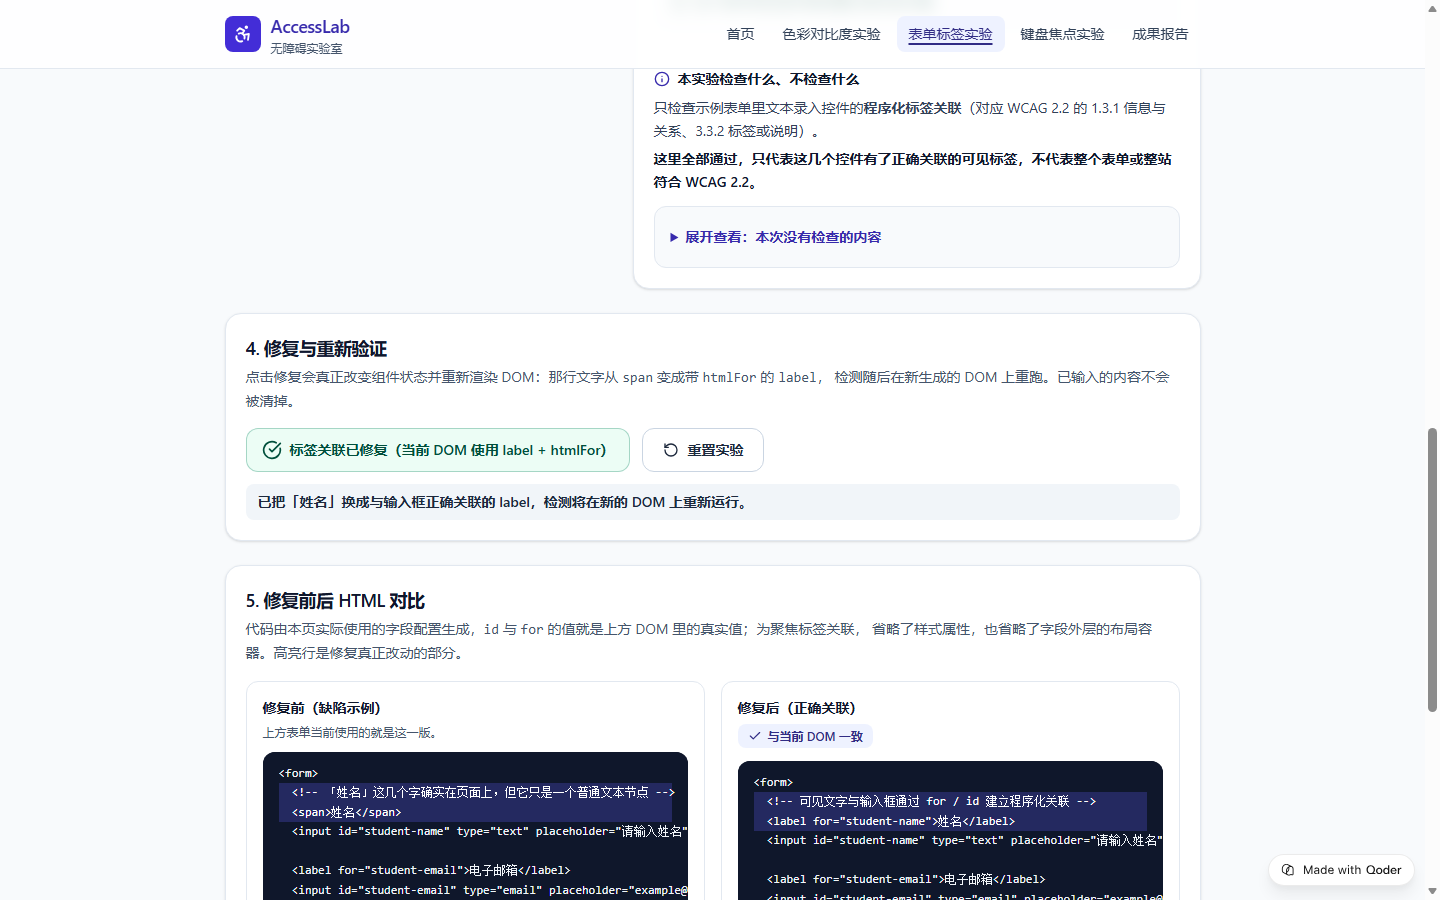 AccessLab
无障碍实验室
首页
色彩对比度实验
表单标签实验
键盘焦点实验
成果报告
本实验检查什么、不检查什么
只检查示例表单里文本录入控件的程序化标签关联（对应 WCAG 2.2 的 1.3.1 信息与
关系、3.3.2 标签或说明）。
这里全部通过，只代表这几个控件有了正确关联的可见标签，不代表整个表单或整站
符合 WCAG 2.2。
展开查看：本次没有检查的内容
4. 修复与重新验证
点击修复会真正改变组件状态并重新渲染 DOM：那行文字从 span 变成带 htmlFor 的 label， 检测随后在新生成的 DOM 上重跑。已输入的内容不会
被清掉。
标签关联已修复（当前 DOM 使用 label + htmlFor）
重置实验
已把「姓名」换成与输入框正确关联的 label，检测将在新的 DOM 上重新运行。
5. 修复前后 HTML 对比
代码由本页实际使用的字段配置生成，id 与 for 的值就是上方 DOM 里的真实值；为聚焦标签关联， 省略了样式属性，也省略了字段外层的布局容
器。高亮行是修复真正改动的部分。
修复前（缺陷示例）
上方表单当前使用的就是这一版。
<form>
<!-- 「姓名」这几个字确实在页面上，但它只是一个普通文本节点 -->
<span>姓名</span>
<input id="student-name" type="text" placeholder="请输入姓名"
<label for="student-email">电子邮箱</label>
<input id="student-email" type="email" placeholder="example@
修复后（正确关联）
与当前 DOM 一致
<form>
<!-- 可见文字与输入框通过 for / id 建立程序化关联 -->
<label for="student-name">姓名</label>
<input id="student-name" type="text" placeholder="请输入姓名"
<label for="student-email">电子邮箱</label>
<input id="student-email" type="email" placeholder="example@
Made with Qoder